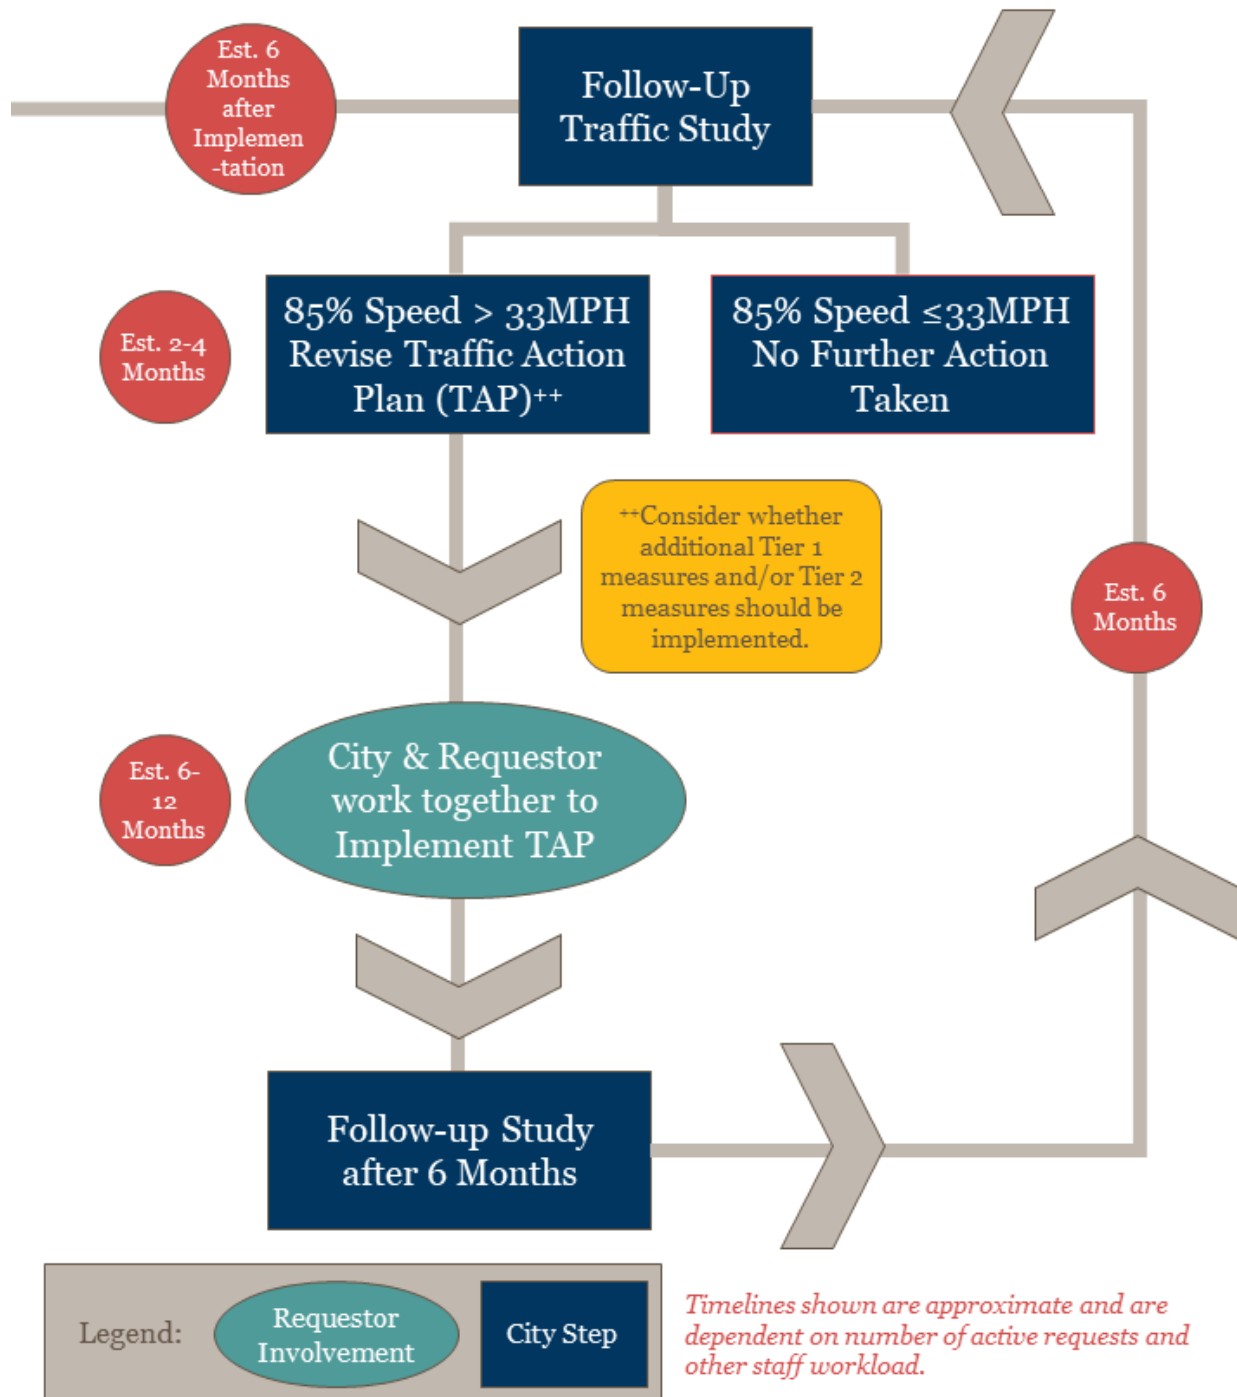 Est. 6
Months
after
Implemen
-tation
Follow-Up
Traffic Study
Est. 2-4
Months
85% Speed > 33MPH
Revise Traffic Action
Plan (TAP)⁺⁺
85% Speed ≤33MPH
No Further Action
Taken
⁺⁺Consider whether
additional Tier 1
measures and/or Tier 2
measures should be
implemented.
Est. 6
Months
Est. 6-
12
Months
City & Requestor
work together to
Implement TAP
Follow-up Study
after 6 Months
Legend:
Requestor
Involvement
City Step
Timelines shown are approximate and are
dependent on number of active requests and
other staff workload.